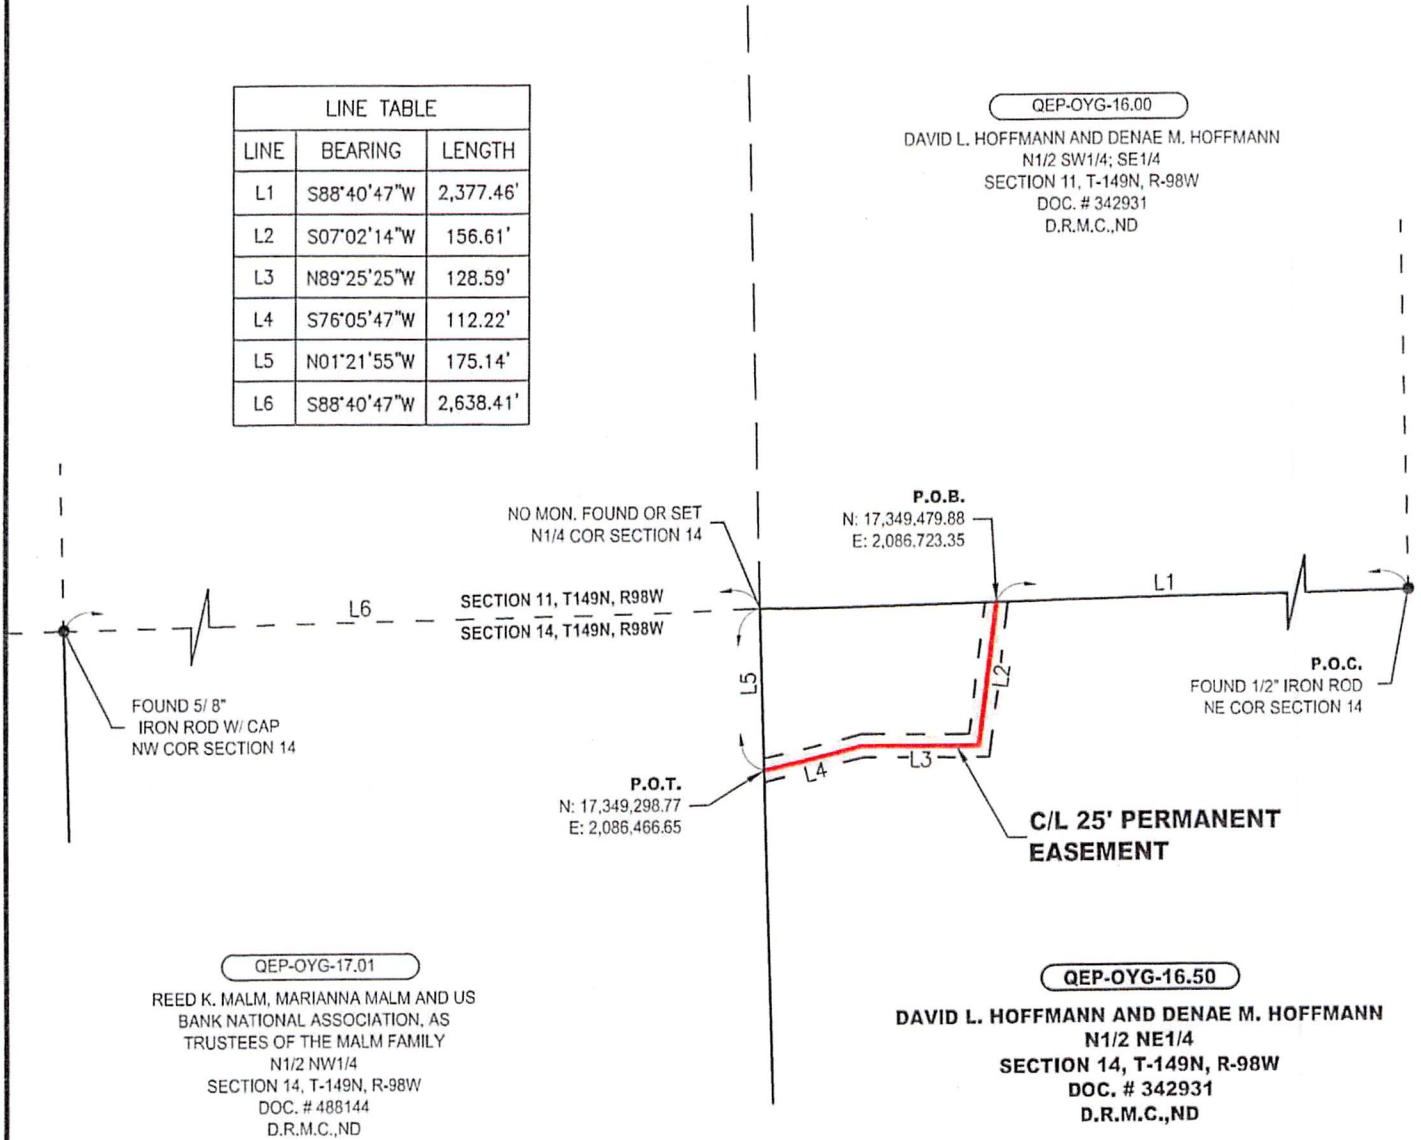 LINE TABLE
LINE BEARING LENGTH
L1 S88°40'47"W 2,377.46'
L2 S07°02'14"W 156.61'
L3 N89°25'25"W 128.59'
L4 S76°05'47"W 112.22'
L5 N01°21'55"W 175.14'
L6 S88°40'47"W 2,638.41'
QEP-OYG-16.00
DAVID L. HOFFMANN AND DENAE M. HOFFMANN
N1/2 SW1/4; SE1/4
SECTION 11, T-149N, R-98W
DOC. # 342931
D.R.M.C.,ND
NO MON. FOUND OR SET
N1/4 COR SECTION 14
P.O.B.
N: 17,349,479.88
E: 2,086,723.35
L6
SECTION 11, T149N, R98W
SECTION 14, T149N, R98W
L1
L5
L2
L3
L4
FOUND 5/ 8"
IRON ROD W/ CAP
NW COR SECTION 14
P.O.C.
FOUND 1/2" IRON ROD
NE COR SECTION 14
P.O.T.
N: 17,349,298.77
E: 2,086,466.65
C/L 25' PERMANENT
EASEMENT
QEP-OYG-17.01
REED K. MALM, MARIANNA MALM AND US
BANK NATIONAL ASSOCIATION, AS
TRUSTEES OF THE MALM FAMILY
N1/2 NW1/4
SECTION 14, T-149N, R-98W
DOC. # 488144
D.R.M.C.,ND
QEP-OYG-16.50
DAVID L. HOFFMANN AND DENAE M. HOFFMANN
N1/2 NE1/4
SECTION 14, T-149N, R-98W
DOC. # 342931
D.R.M.C.,ND